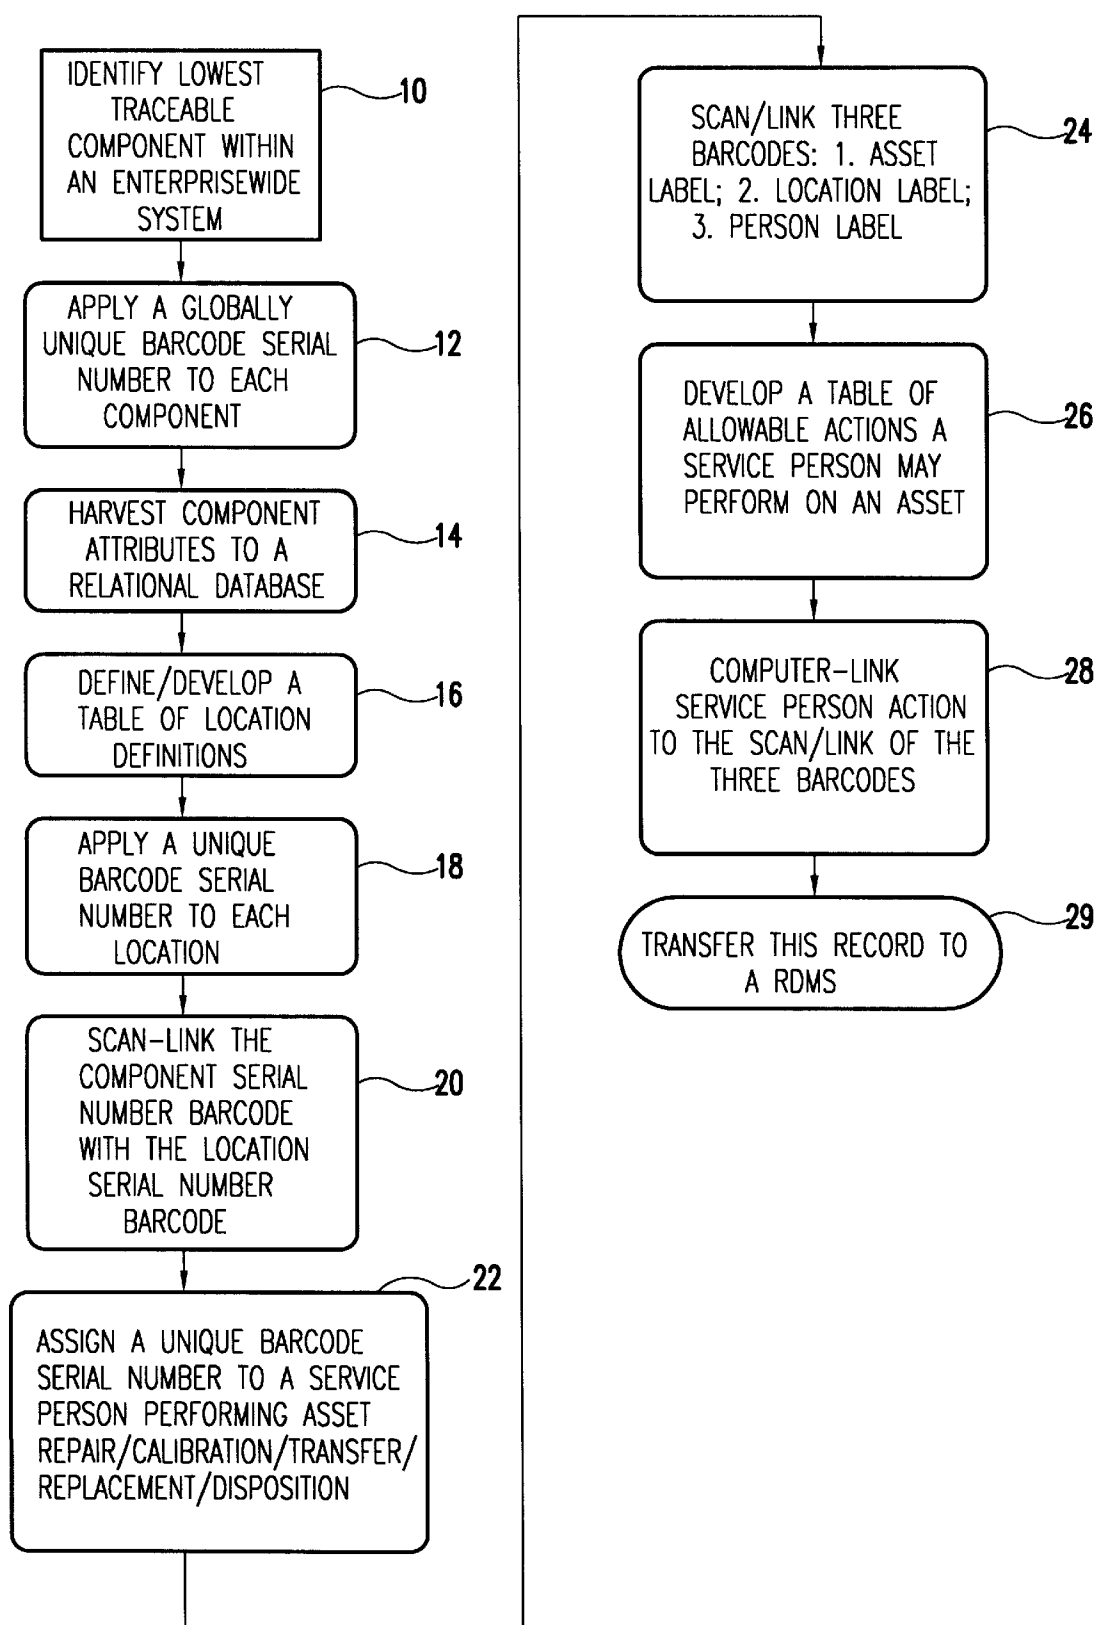 IDENTIFY LOWEST
TRACEABLE
COMPONENT WITHIN
AN ENTERPRISEWIDE
SYSTEM
10
APPLY A GLOBALLY
UNIQUE BARCODE SERIAL
NUMBER TO EACH
COMPONENT
12
HARVEST COMPONENT
ATTRIBUTES TO A
RELATIONAL DATABASE
14
DEFINE/DEVELOP A
TABLE OF LOCATION
DEFINITIONS
16
APPLY A UNIQUE
BARCODE SERIAL
NUMBER TO EACH
LOCATION
18
SCAN-LINK THE
COMPONENT SERIAL
NUMBER BARCODE
WITH THE LOCATION
SERIAL NUMBER
BARCODE
20
22
ASSIGN A UNIQUE BARCODE
SERIAL NUMBER TO A SERVICE
PERSON PERFORMING ASSET
REPAIR/CALIBRATION/TRANSFER/
REPLACEMENT/DISPOSITION
SCAN/LINK THREE
BARCODES: 1. ASSET
LABEL; 2. LOCATION LABEL;
3. PERSON LABEL
24
DEVELOP A TABLE OF
ALLOWABLE ACTIONS A
SERVICE PERSON MAY
PERFORM ON AN ASSET
26
COMPUTER-LINK
SERVICE PERSON ACTION
TO THE SCAN/LINK OF THE
THREE BARCODES
28
TRANSFER THIS RECORD TO
A RDMS
29